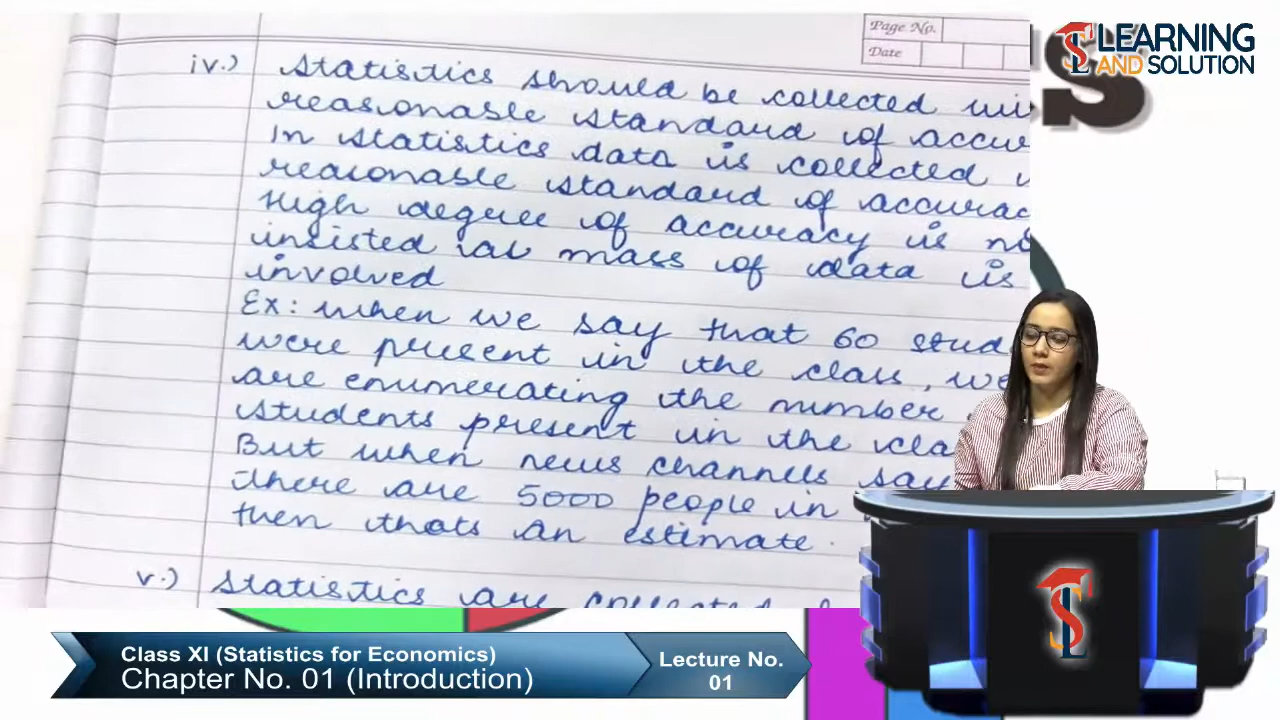 Page No.
Date
LEARNING
AND SOLUTION
iv.) Statistics should be collected
reasonable standard of
In statistics data is collected
reasonable standard of
High degree of accuracy is
insisted as mass of data is
involved
Ex: when we say that 60
were present in the class, we
are enumerating the number
students present in the
But when news channels say
There are 5000 people in
then thats an estimate.
v.) Statistics are collected
Class XI (Statistics for Economics)
Chapter No. 01 (Introduction)
Lecture No.
01